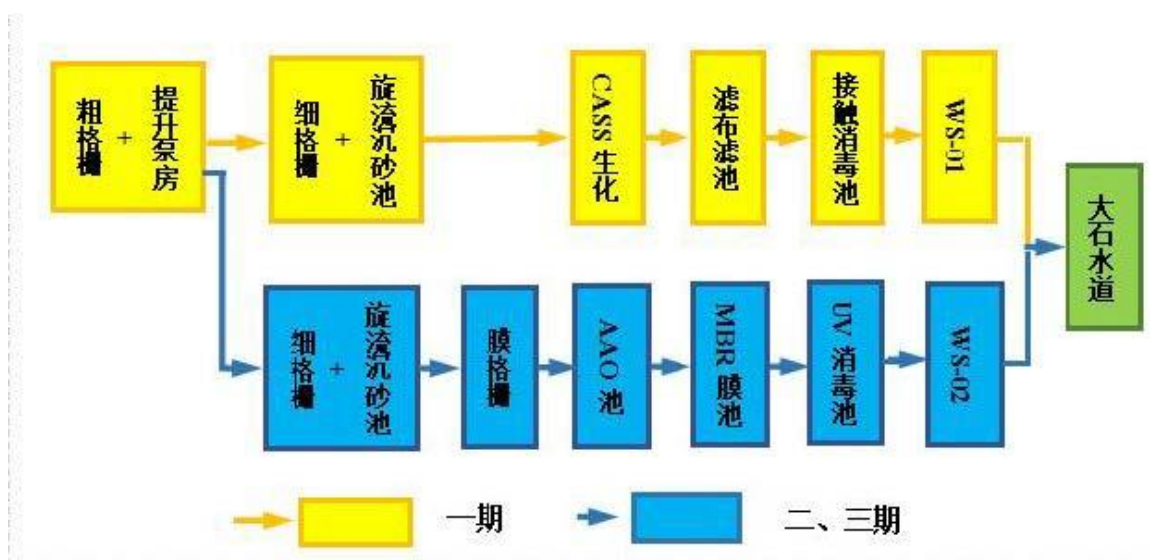 粗格栅
+
提升泵房
细格栅
+
旋流沉砂池
CASS 生化
滤布滤池
接触消毒池
WS-01
大石水道
细格栅
+
旋流沉砂池
膜格栅
AAO 池
MBR 膜池
UV 消毒池
WS-02
一期
二、三期